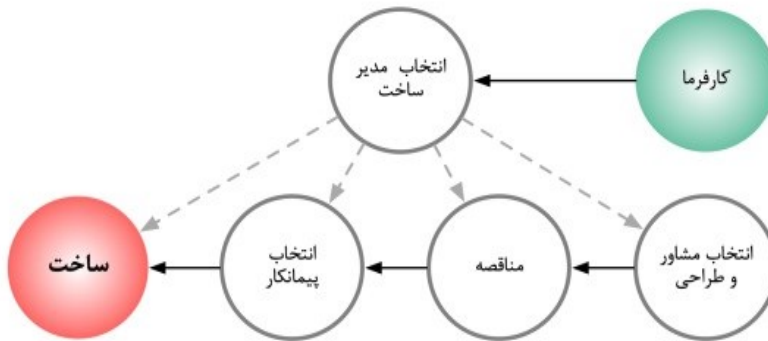 کارفرما
انتخاب مدیر
ساخت
انتخاب مشاور
و طراحی
مناقصه
انتخاب
پیمانکار
ساخت